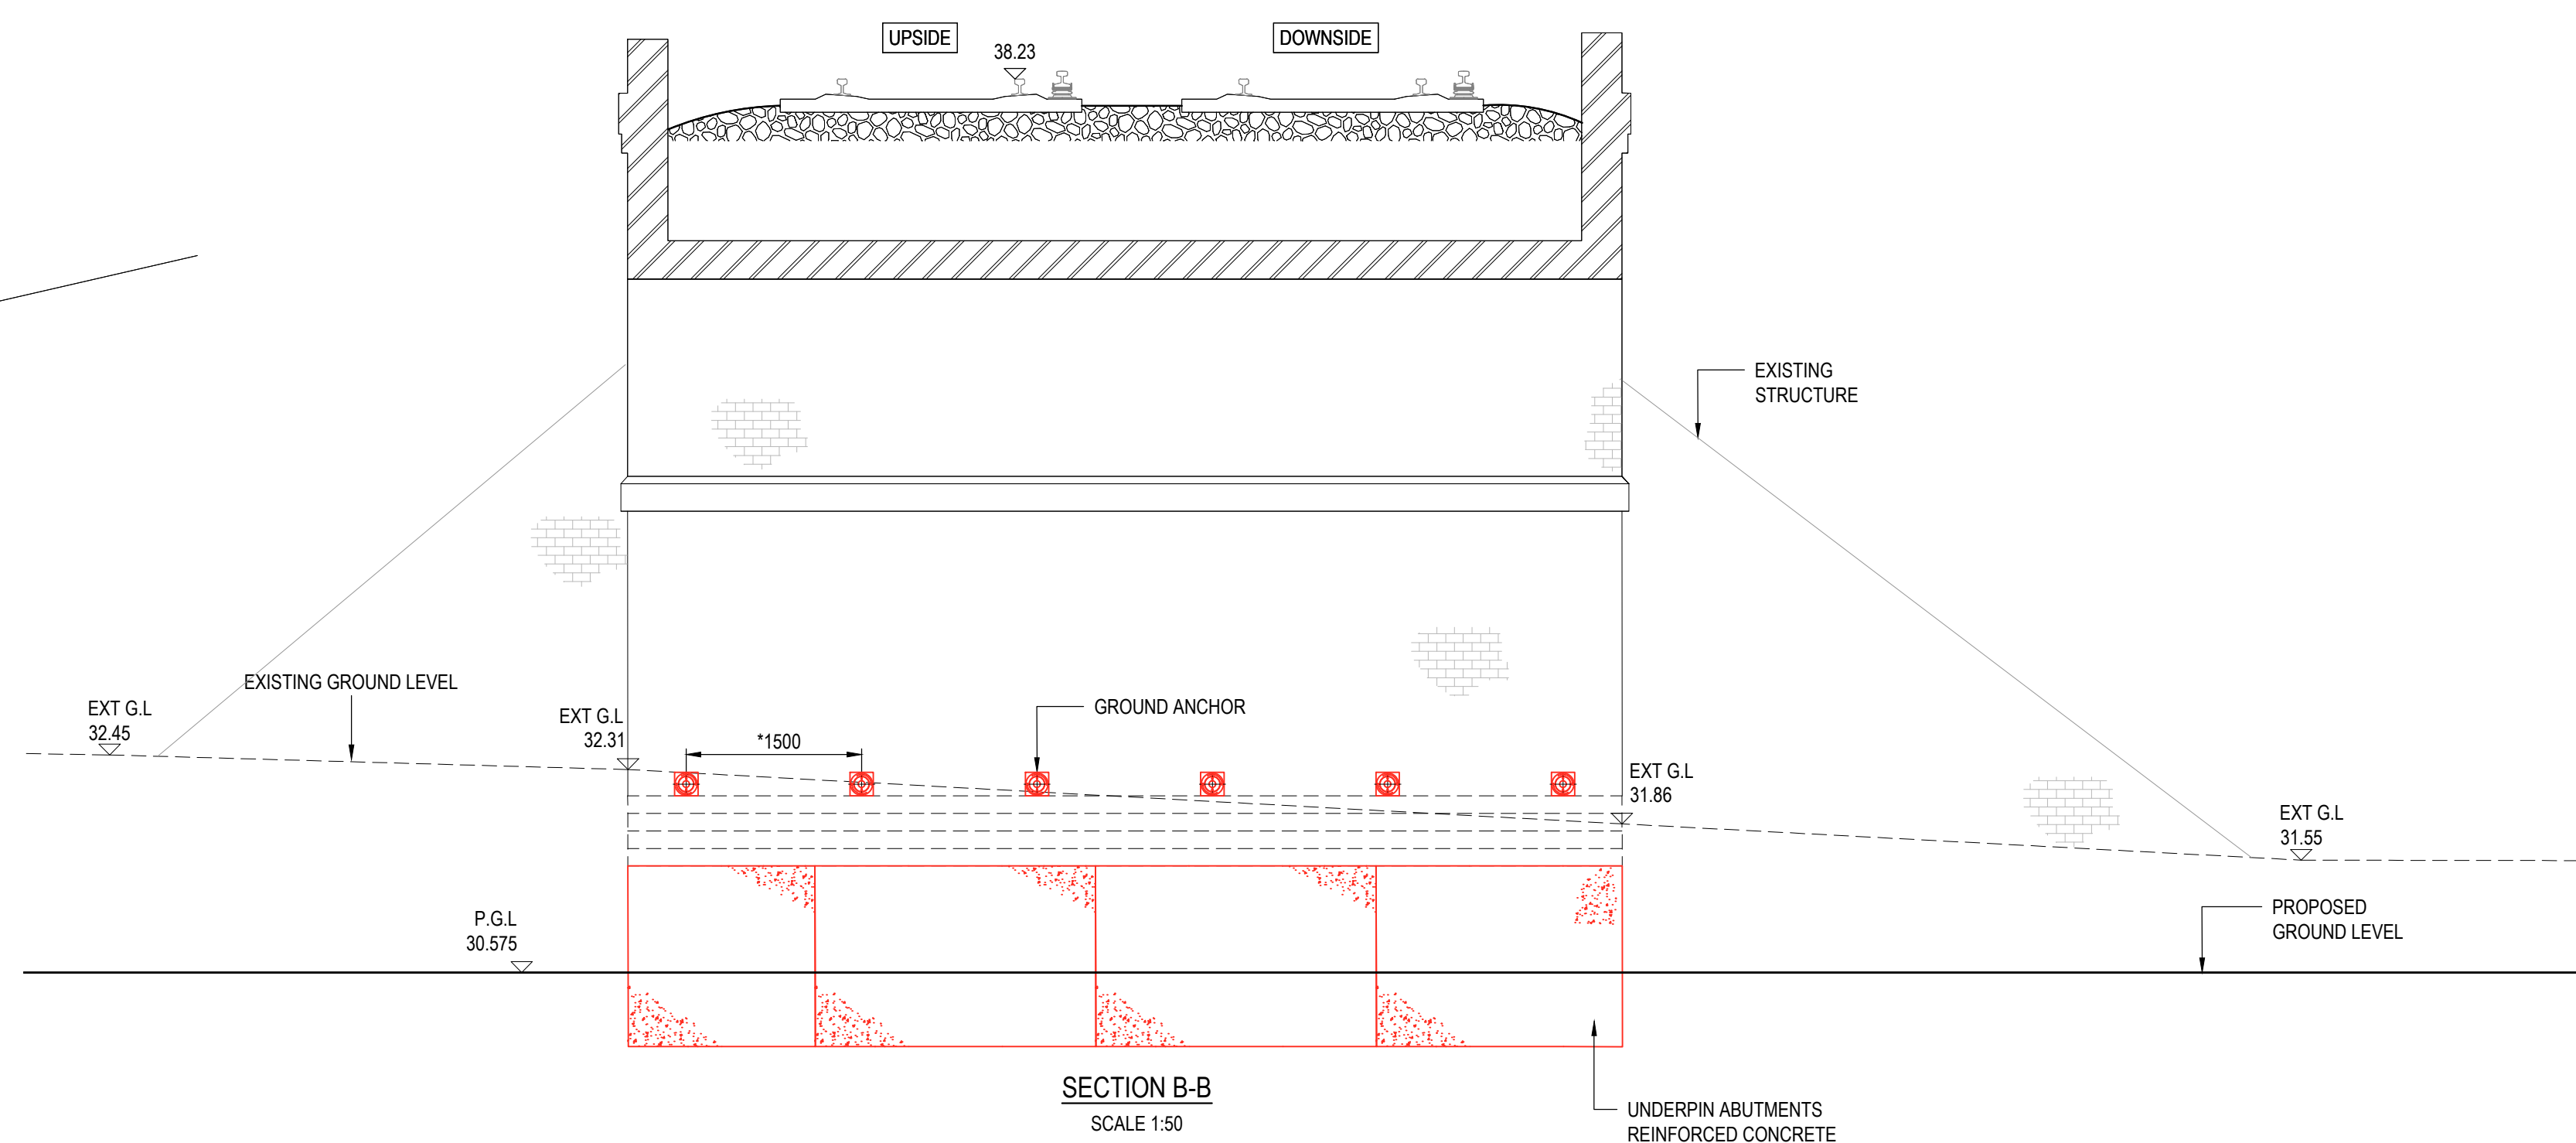 UPSIDE
DOWNSIDE
38.23
EXISTING
STRUCTURE
EXISTING GROUND LEVEL
EXT G.L
32.45
EXT G.L
32.31
*1500
GROUND ANCHOR
EXT G.L
31.86
EXT G.L
31.55
P.G.L
30.575
PROPOSED
GROUND LEVEL
SECTION B-B
SCALE 1:50
UNDERPIN ABUTMENTS
REINFORCED CONCRETE